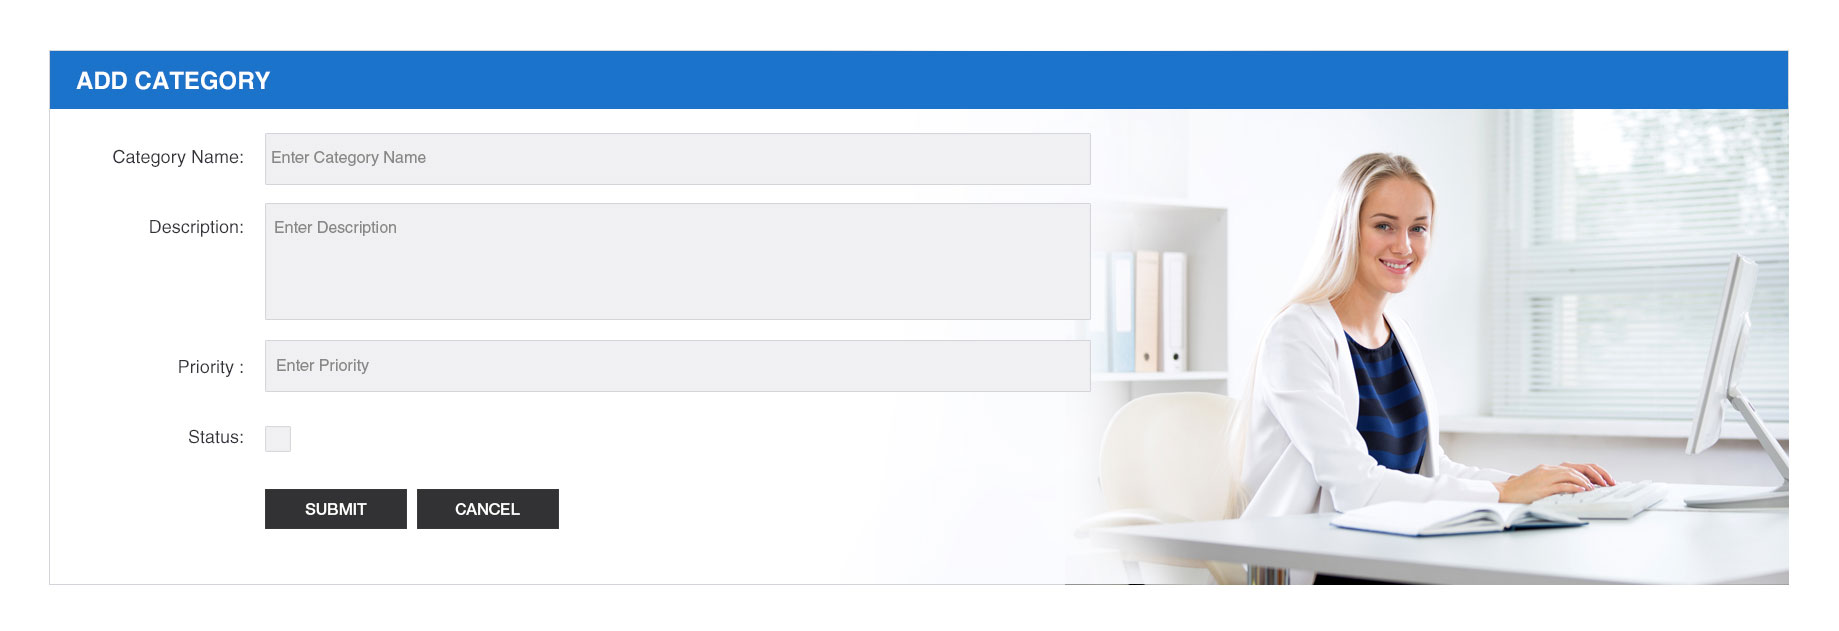 ADD CATEGORY
Category Name:
Enter Category Name
Description:
Enter Description
Priority :
Enter Priority
Status:
SUBMIT
CANCEL